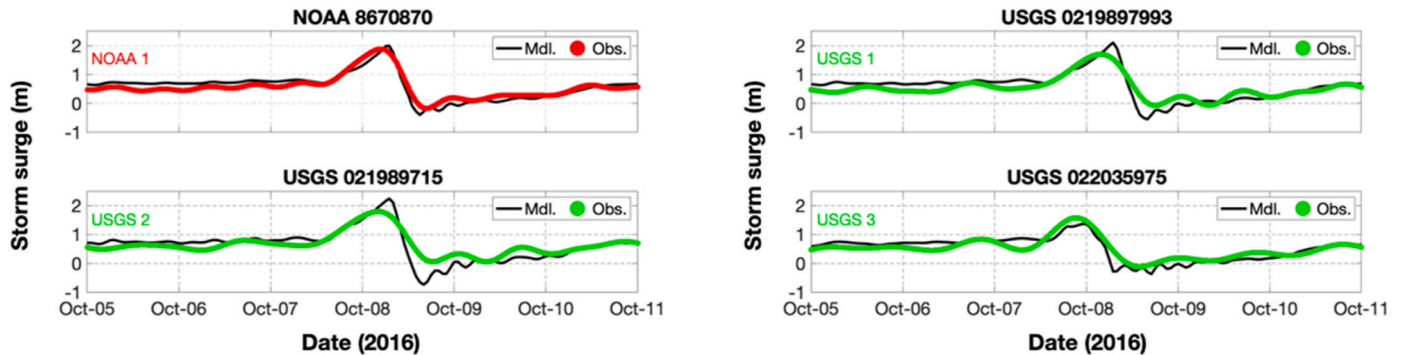 NOAA 8670870
NOAA 1
Mdl. Obs.
2
1
0
-1
Storm surge (m)
USGS 021989715
USGS 2
Mdl. Obs.
2
1
0
-1
Oct-05 Oct-06 Oct-07 Oct-08 Oct-09 Oct-10 Oct-11
Date (2016)
USGS 0219897993
USGS 1
Mdl. Obs.
2
1
0
-1
Storm surge (m)
USGS 022035975
USGS 3
Mdl. Obs.
2
1
0
-1
Oct-05 Oct-06 Oct-07 Oct-08 Oct-09 Oct-10 Oct-11
Date (2016)